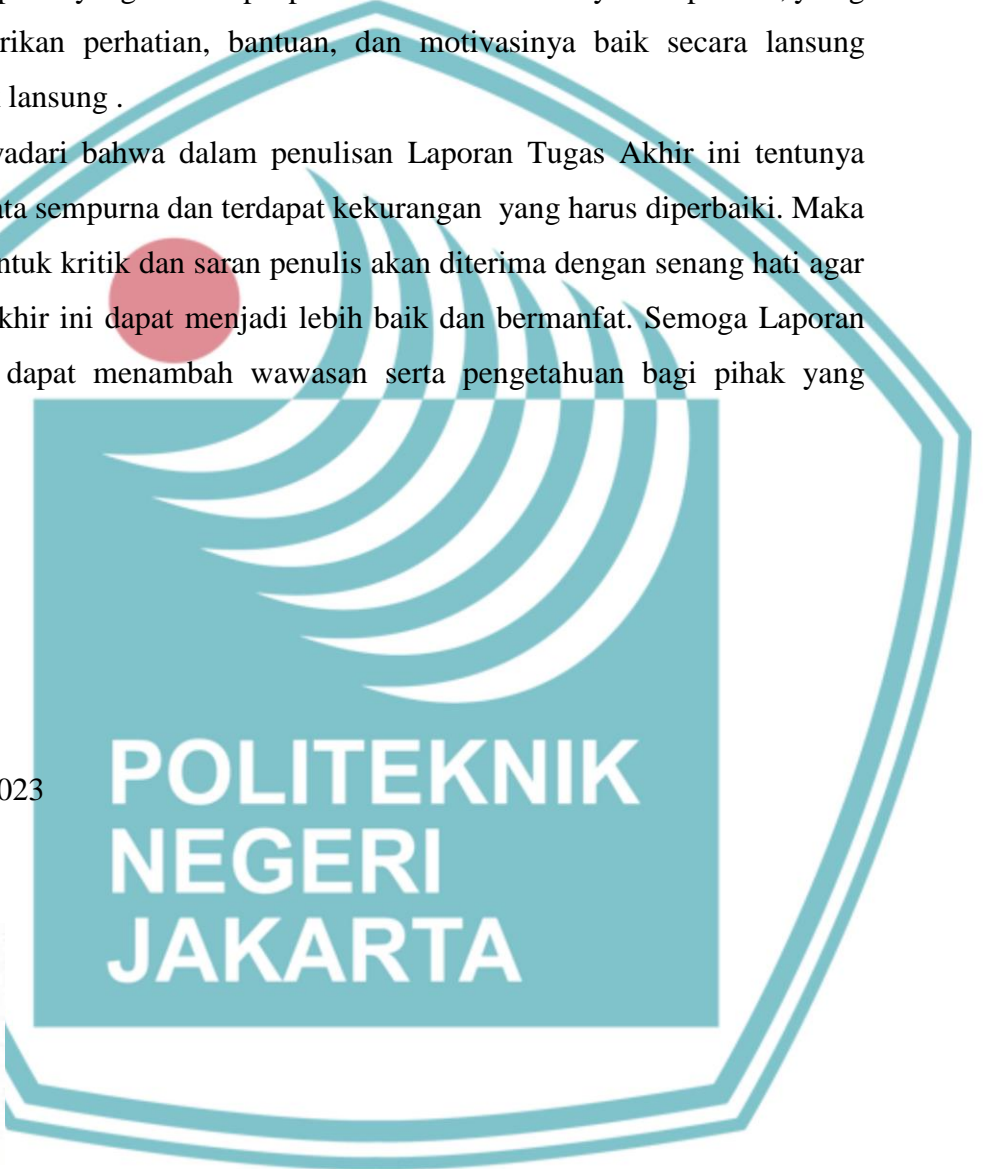 rikan perhatian, bantuan, dan motivasinya baik secara lansung
lansung .
yadari bahwa dalam penulisan Laporan Tugas Akhir ini tentunya
ata sempurna dan terdapat kekurangan yang harus diperbaiki. Maka
ntuk kritik dan saran penulis akan diterima dengan senang hati agar
khir ini dapat menjadi lebih baik dan bermanfat. Semoga Laporan
dapat menambah wawasan serta pengetahuan bagi pihak yang
023
POLITEKNIK
NEGERI
JAKARTA